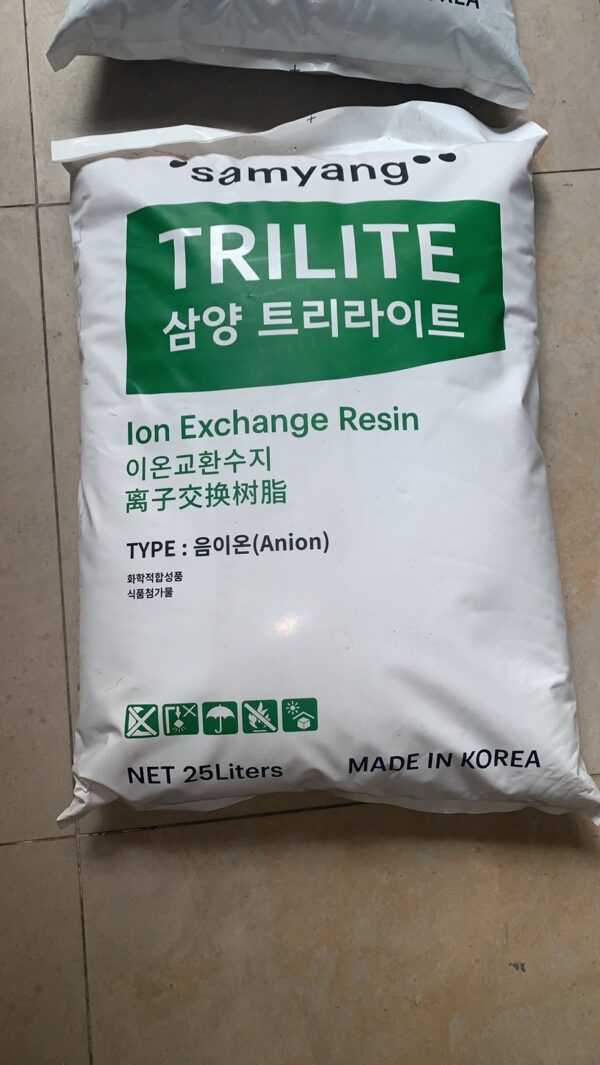 KOREA
samyang
TRILITE
삼양 트리라이트
Ion Exchange Resin
이온교환수지
离子交换树脂
TYPE : 음이온(Anion)
화학적합성품
식품첨가물
NET 25Liters
MADE IN KOREA